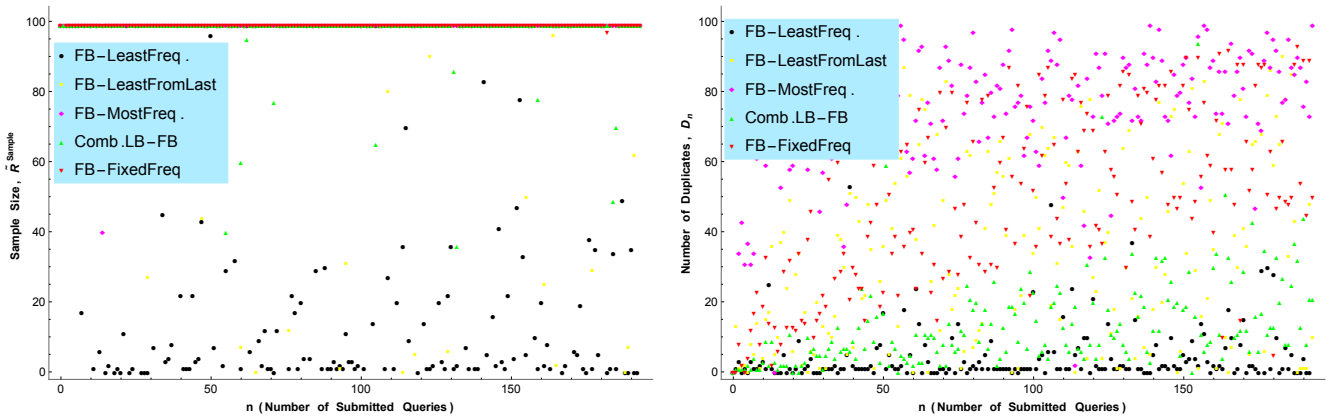 100
80
60
40
20
0
0
50
100
150
Sample Size, R̄ Sample
n (Number of Submitted Queries)
FB-LeastFreq.
FB-LeastFromLast
FB-MostFreq.
Comb.LB-FB
FB-FixedFreq
100
80
60
40
20
0
0
50
100
150
Number of Duplicates, Dn
n (Number of Submitted Queries)
FB-LeastFreq.
FB-LeastFromLast
FB-MostFreq.
Comb.LB-FB
FB-FixedFreq